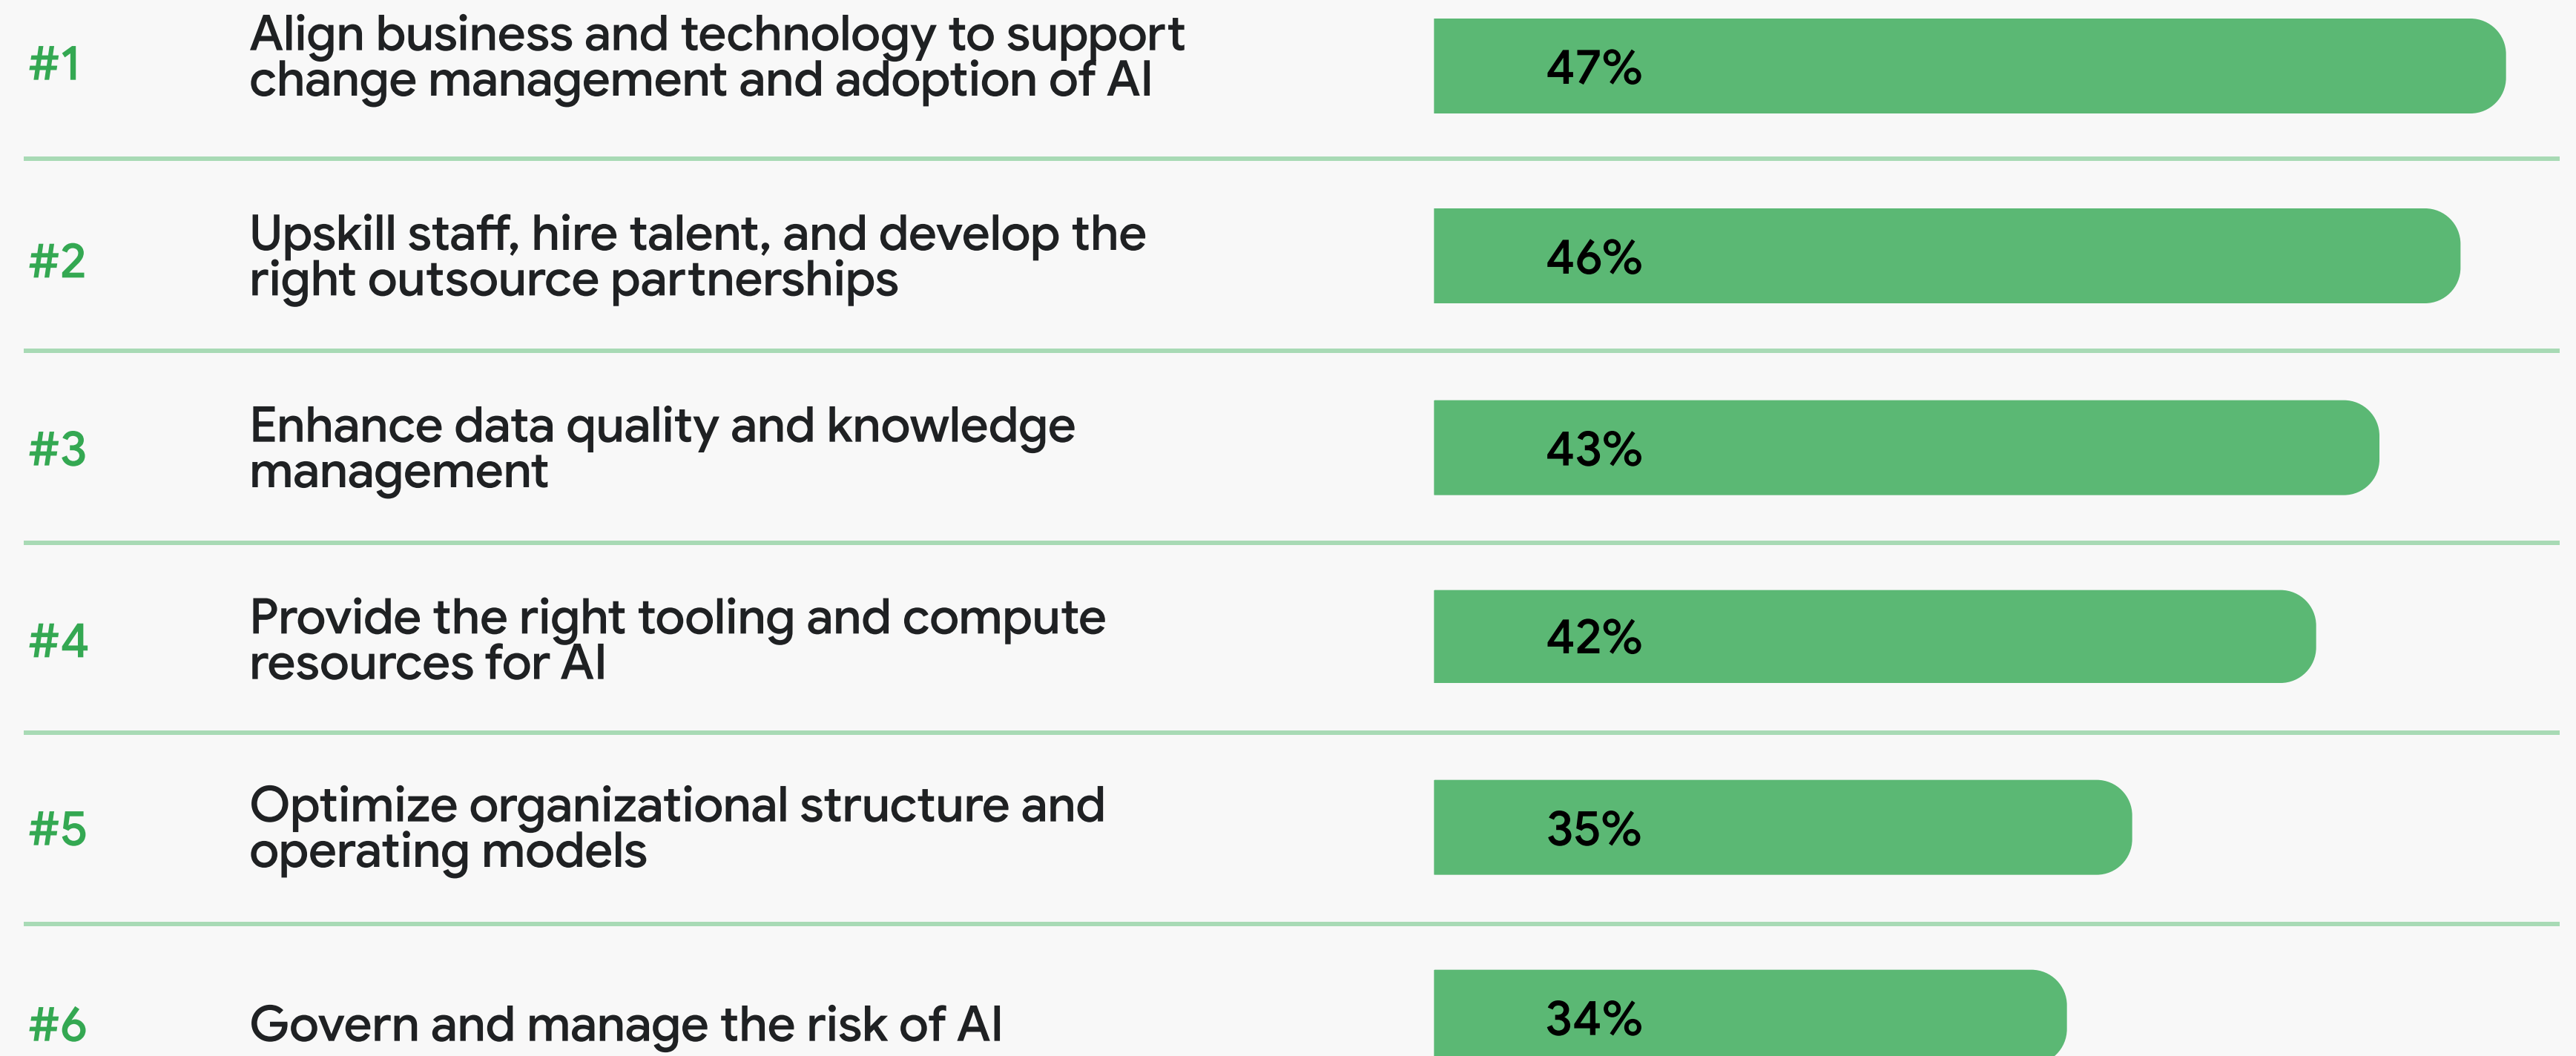 #1
Align business and technology to support
change management and adoption of AI
47%
#2
Upskill staff, hire talent, and develop the
right outsource partnerships
46%
#3
Enhance data quality and knowledge
management
43%
#4
Provide the right tooling and compute
resources for AI
42%
#5
Optimize organizational structure and
operating models
35%
#6
Govern and manage the risk of AI
34%